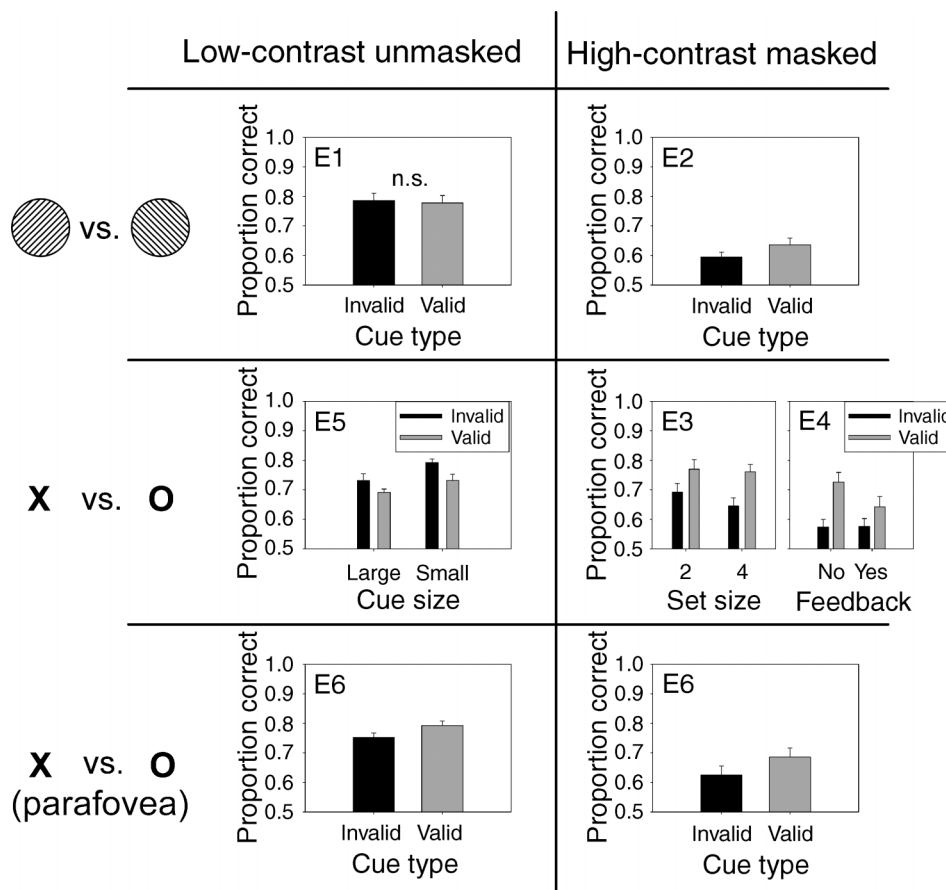 Low-contrast unmasked
High-contrast masked
vs.
Proportion correct
1.0
0.9
0.8
0.7
0.6
0.5
E1
n.s.
Invalid Valid
Cue type
Proportion correct
1.0
0.9
0.8
0.7
0.6
0.5
E2
Invalid Valid
Cue type
X vs. O
Proportion correct
1.0
0.9
0.8
0.7
0.6
0.5
E5
Invalid
Valid
Large Small
Cue size
Proportion correct
1.0
0.9
0.8
0.7
0.6
0.5
E3
2 4
Set size
E4
Invalid
Valid
No Yes
Feedback
X vs. O
(parafovea)
Proportion correct
1.0
0.9
0.8
0.7
0.6
0.5
E6
Invalid Valid
Cue type
Proportion correct
1.0
0.9
0.8
0.7
0.6
0.5
E6
Invalid Valid
Cue type